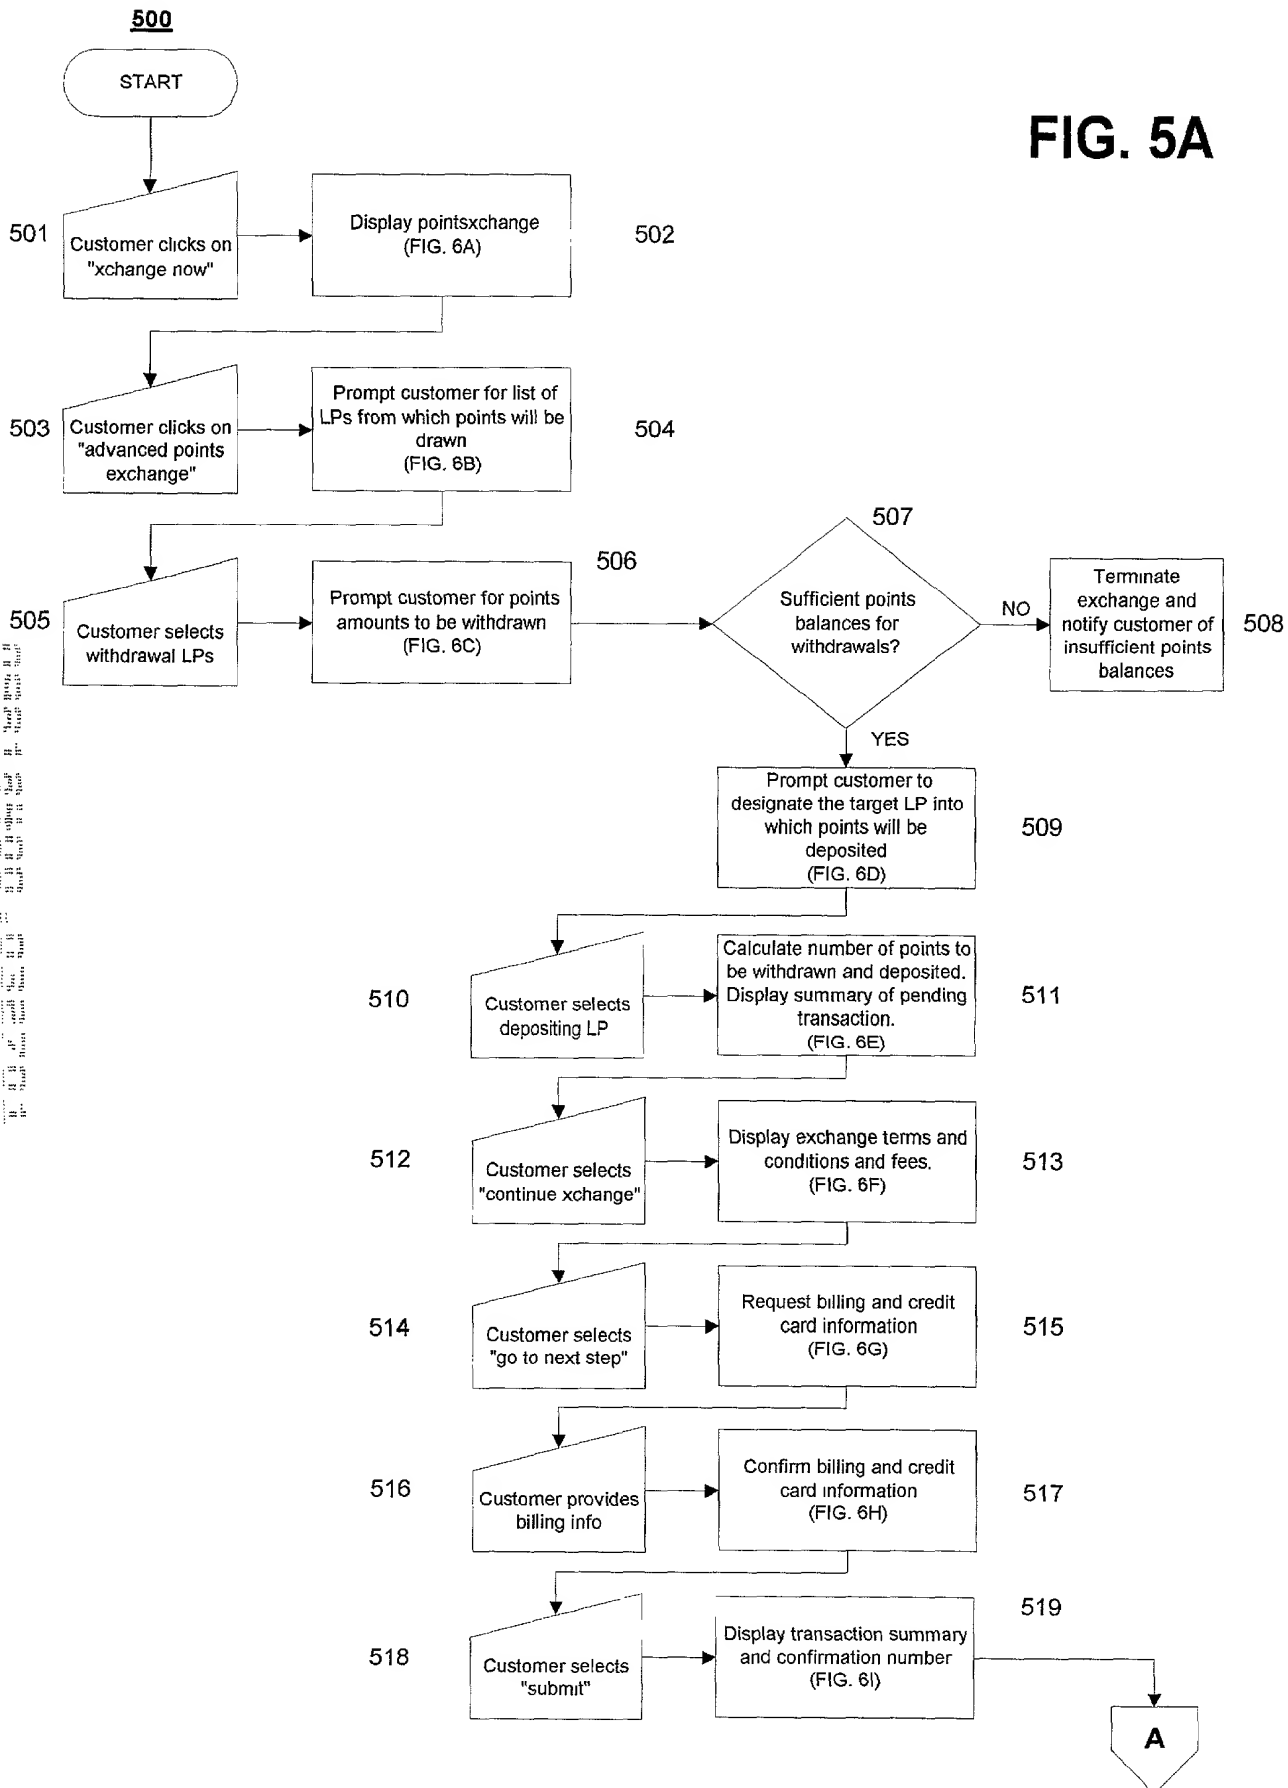 500
START
FIG. 5A
501
Customer clicks on
"xchange now"
Display pointsxchange
(FIG. 6A)
502
503
Customer clicks on
"advanced points
exchange"
Prompt customer for list of
LPs from which points will be
drawn
(FIG. 6B)
504
505
Customer selects
withdrawal LPs
Prompt customer for points
amounts to be withdrawn
(FIG. 6C)
506
507
Sufficient points
balances for
withdrawals?
NO
Terminate
exchange and
notify customer of
insufficient points
balances
508
YES
Prompt customer to
designate the target LP into
which points will be
deposited
(FIG. 6D)
509
510
Customer selects
depositing LP
Calculate number of points to
be withdrawn and deposited.
Display summary of pending
transaction.
(FIG. 6E)
511
512
Customer selects
"continue xchange"
Display exchange terms and
conditions and fees.
(FIG. 6F)
513
514
Customer selects
"go to next step"
Request billing and credit
card information
(FIG. 6G)
515
516
Customer provides
billing info
Confirm billing and credit
card information
(FIG. 6H)
517
518
Customer selects
"submit"
Display transaction summary
and confirmation number
(FIG. 6I)
519
A